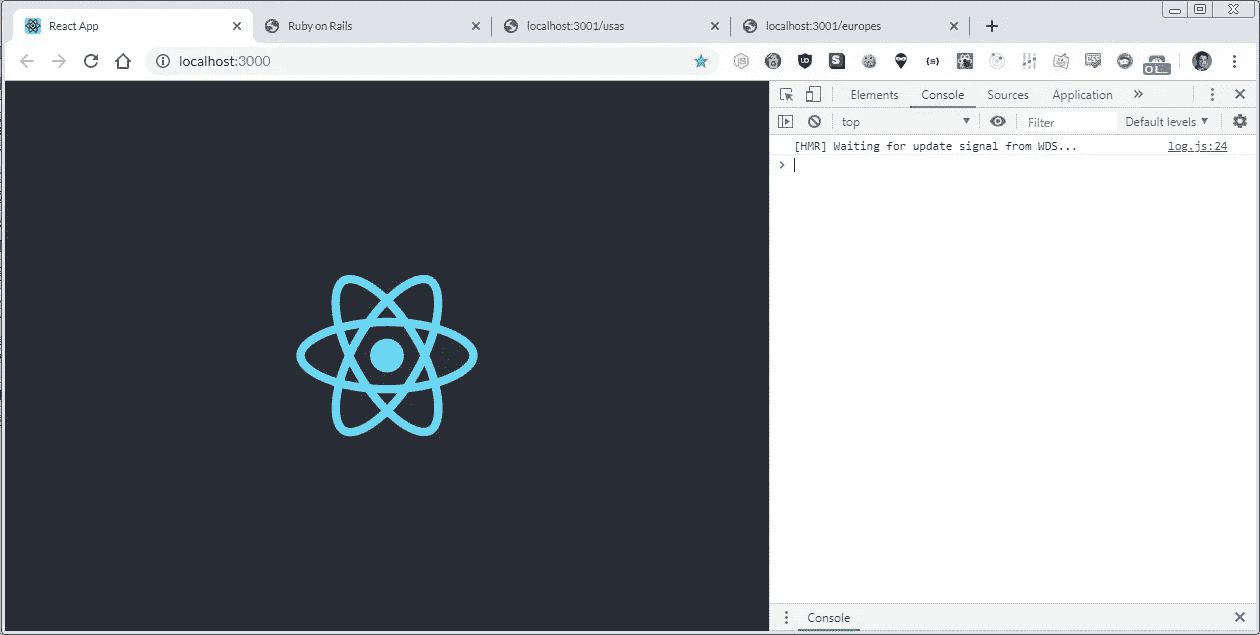 React App Ruby on Rails localhost:3001/usas localhost:3001/europes
localhost:3000
Elements Console Sources Application
top Filter Default levels
[HMR] Waiting for update signal from WDS... log.js:24
Console